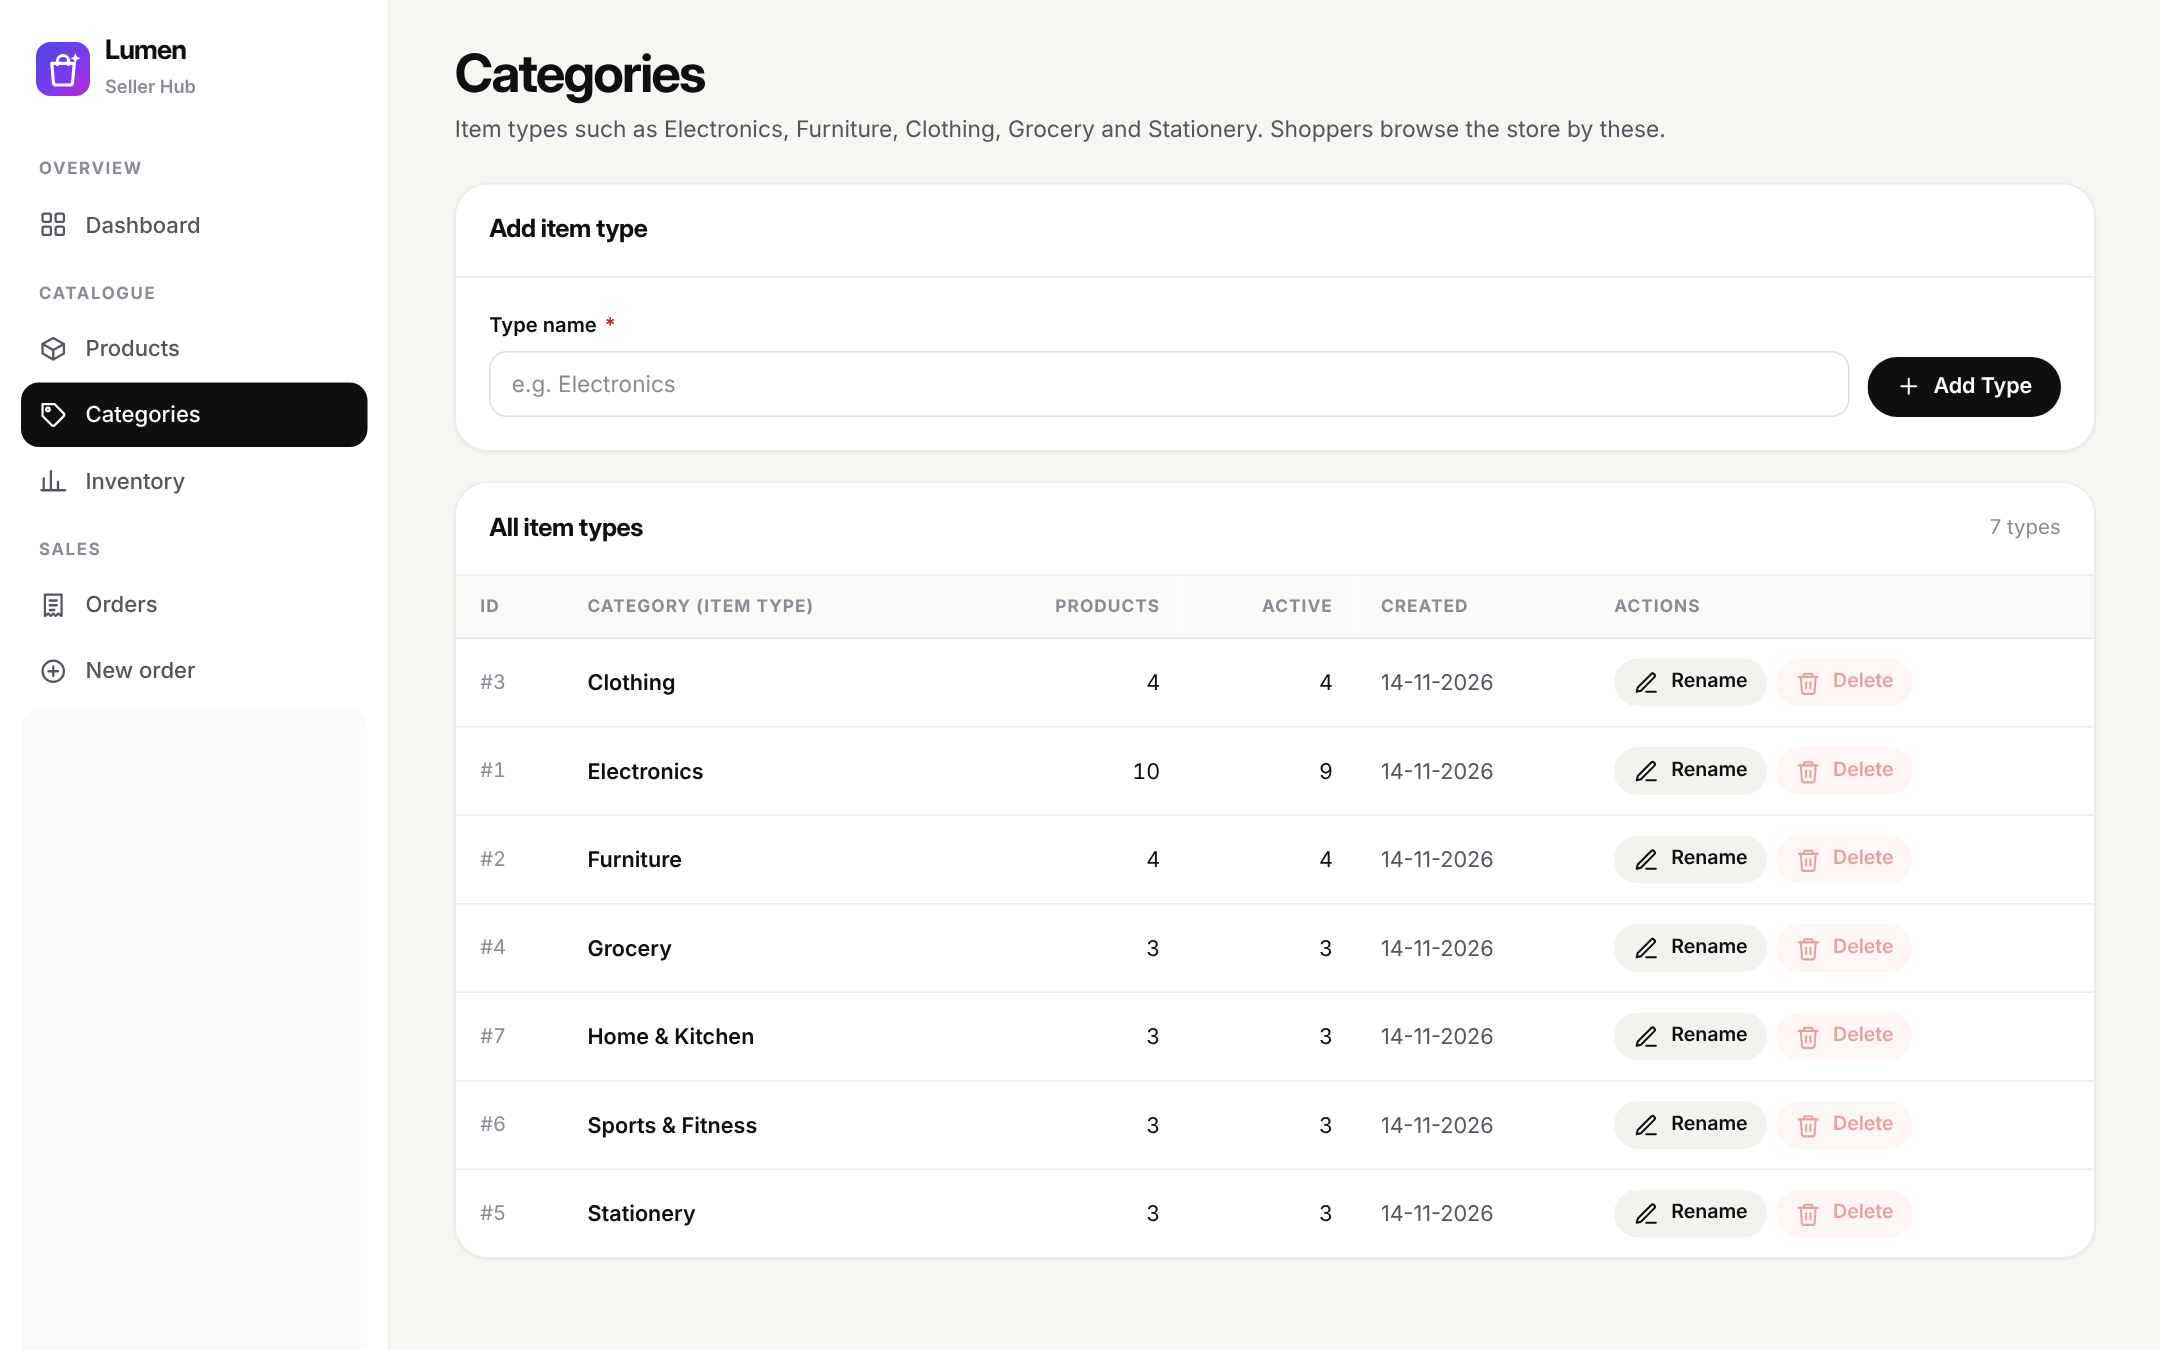 Lumen
Seller Hub
OVERVIEW
Dashboard
CATALOGUE
Products
Categories
Inventory
SALES
Orders
New order
Categories
Item types such as Electronics, Furniture, Clothing, Grocery and Stationery. Shoppers browse the store by these.
Add item type
Type name *
e.g. Electronics
Add Type
All item types
7 types
ID CATEGORY (ITEM TYPE) PRODUCTS ACTIVE CREATED ACTIONS
#3 Clothing 4 4 14-11-2026 Rename Delete
#1 Electronics 10 9 14-11-2026 Rename Delete
#2 Furniture 4 4 14-11-2026 Rename Delete
#4 Grocery 3 3 14-11-2026 Rename Delete
#7 Home & Kitchen 3 3 14-11-2026 Rename Delete
#6 Sports & Fitness 3 3 14-11-2026 Rename Delete
#5 Stationery 3 3 14-11-2026 Rename Delete